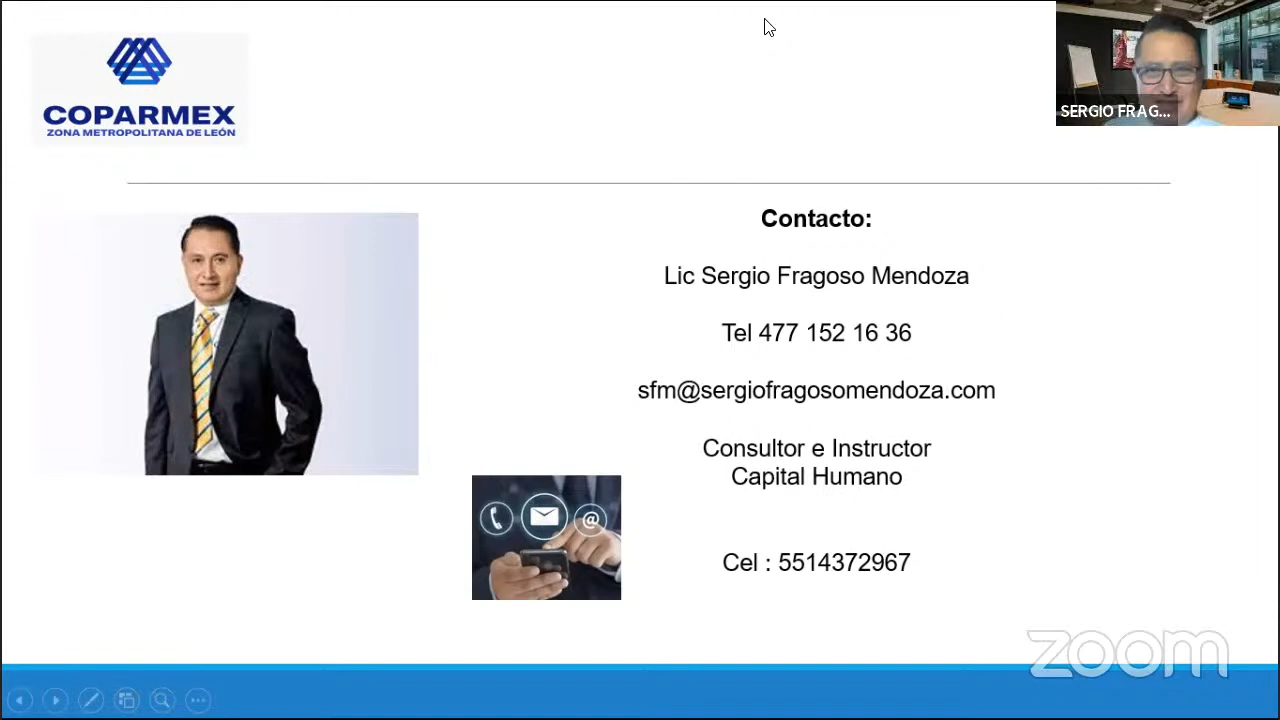 COPARMEX
ZONA METROPOLITANA DE LEÓN
SERGIO FRAG...
Contacto:
Lic Sergio Fragoso Mendoza
Tel 477 152 16 36
sfm@sergiofragosomendoza.com
Consultor e Instructor
Capital Humano
@
Cel : 5514372967
zoom